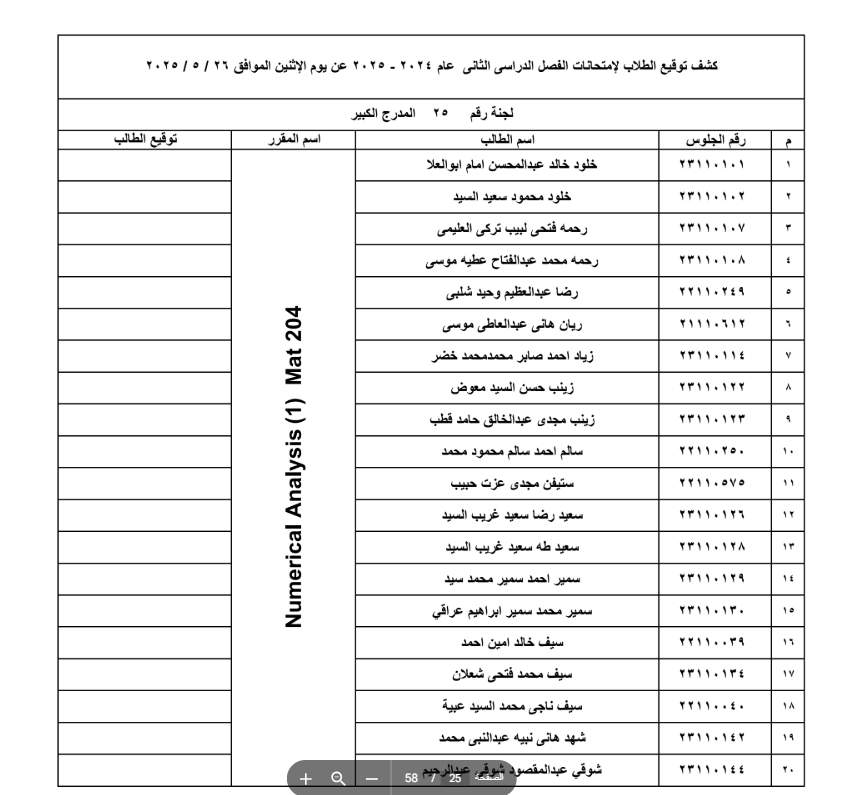 كشف توقيع الطلاب لإمتحانات الفصل الدراسى الثانى عام ٢٠٢٤ - ٢٠٢٥ عن يوم الإثنين الموافق ٢٦ / ٥ / ٢٠٢٥
لجنة رقم ٢٥ المدرج الكبير
م رقم الجلوس اسم الطالب اسم المقرر توقيع الطالب
١ ٢٣١١٠١٠١ خلود خالد عبدالمحسن امام ابوالعلا
٢ ٢٣١١٠١٠٢ خلود محمود سعيد السيد
٣ ٢٣١١٠١٠٧ رحمه فتحى لبيب تركى العليمى
٤ ٢٣١١٠١٠٨ رحمه محمد عبدالفتاح عطيه موسى
٥ ٢٢١١٠٢٤٩ رضا عبدالعظيم وحيد شلبى
٦ ٢١١١٠٦١٢ ريان هانى عبدالعاطى موسى
٧ ٢٣١١٠١١٤ زياد احمد صابر محمدمحمد خضر
٨ ٢٣١١٠١٢٢ زينب حسن السيد معوض
٩ ٢٣١١٠١٢٣ زينب مجدى عبدالخالق حامد قطب
١٠ ٢٢١١٠٢٥٠ سالم احمد سالم محمود محمد
١١ ٢٢١١٠٥٧٥ ستيفن مجدى عزت حبيب
١٢ ٢٣١١٠١٢٦ سعيد رضا سعيد غريب السيد
١٣ ٢٣١١٠١٢٨ سعيد طه سعيد غريب السيد
١٤ ٢٣١١٠١٢٩ سمير احمد سمير محمد سيد
١٥ ٢٣١١٠١٣٠ سمير محمد سمير ابراهيم عراقي
١٦ ٢٢١١٠٠٣٩ سيف خالد امين احمد
١٧ ٢٣١١٠١٣٤ سيف محمد فتحى شعلان
١٨ ٢٢١١٠٠٤٠ سيف ناجى محمد السيد عيبة
١٩ ٢٣١١٠١٤٢ شهد هانى نبيه عبدالنبى محمد
٢٠ ٢٣١١٠١٤٤ شوقي عبدالمقصود شوقي عبدالرحيم
Numerical Analysis (1) Mat 204
الصفحة 25 / 58